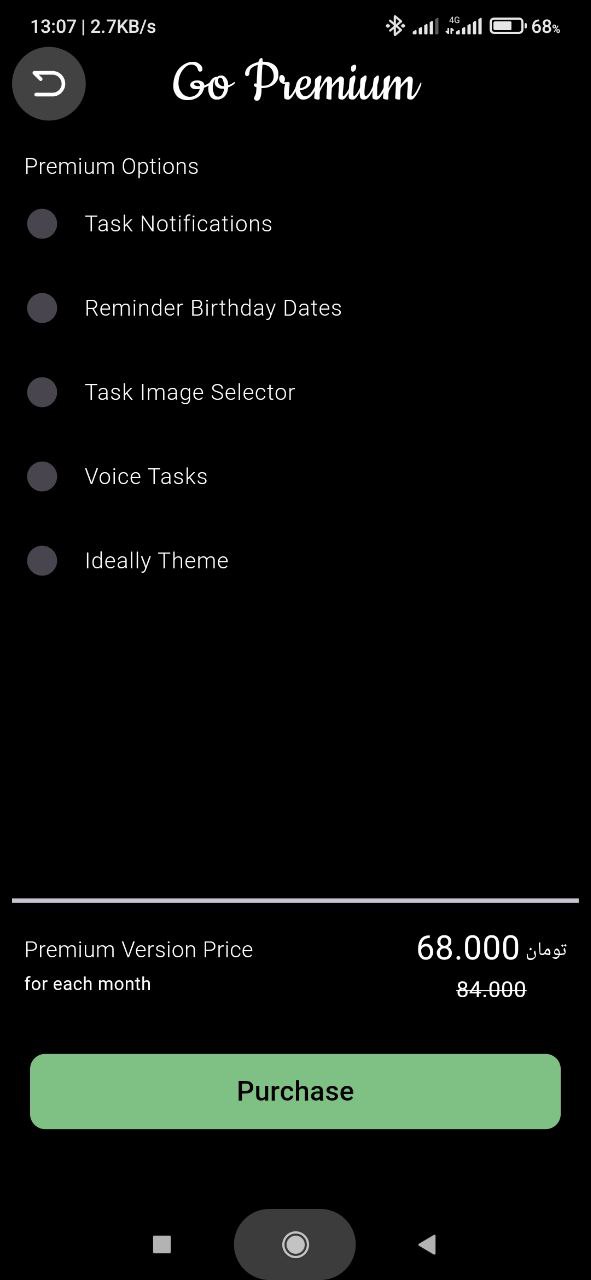 13:07 | 2.7KB/s 4G 68%
Go Premium
Premium Options
Task Notifications
Reminder Birthday Dates
Task Image Selector
Voice Tasks
Ideally Theme
Premium Version Price
68.000 تومان
for each month
84.000
Purchase